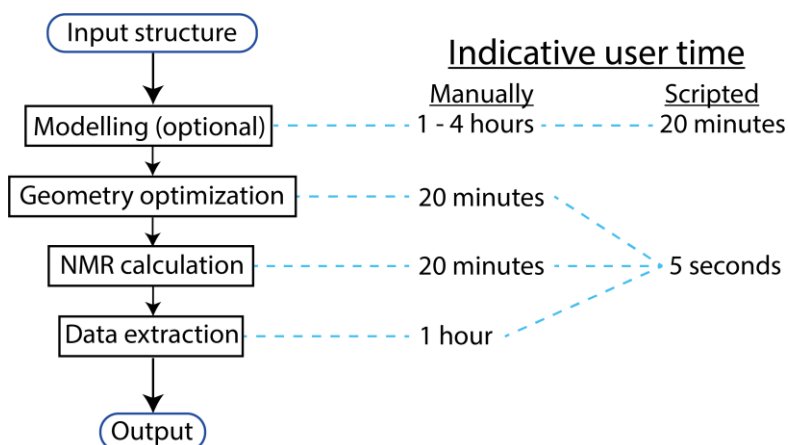 Input structure
Indicative user time
Manually Scripted
Modelling (optional) 1 - 4 hours 20 minutes
Geometry optimization 20 minutes
NMR calculation 20 minutes 5 seconds
Data extraction 1 hour
Output